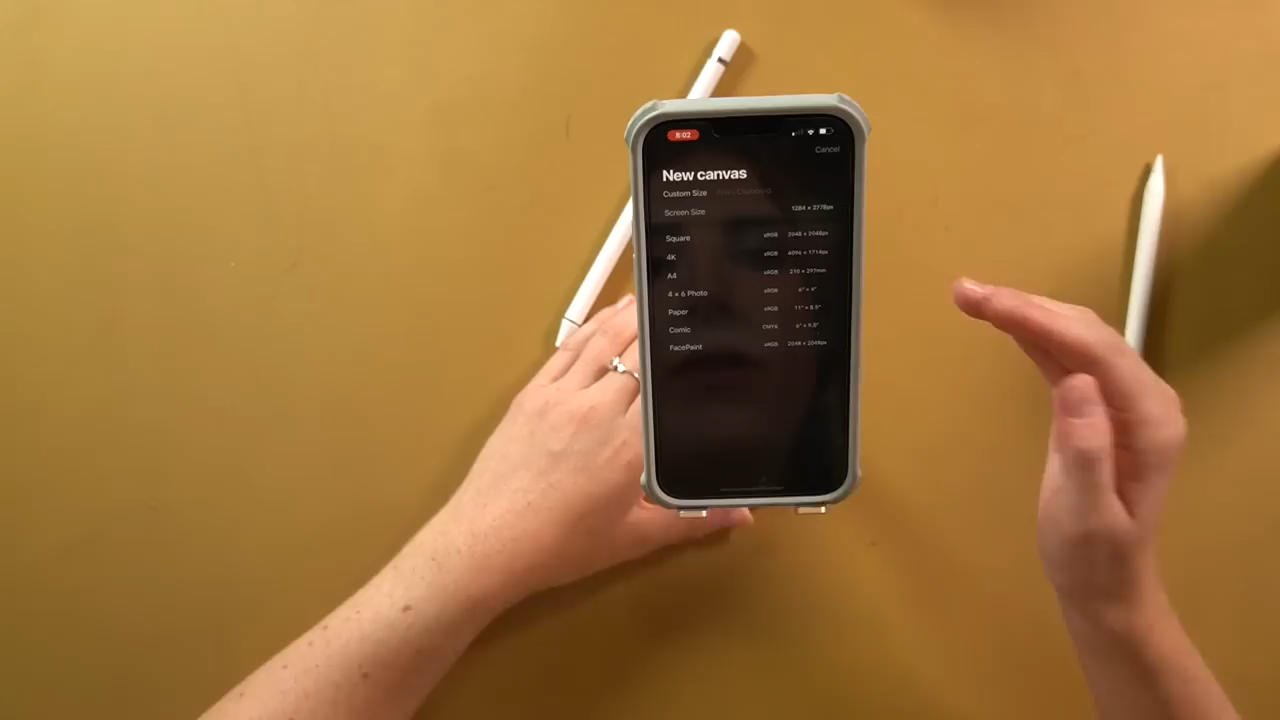 8:02
Cancel
New canvas
Custom Size From Clipboard
Screen Size 1284 × 2778px
Square sRGB 2048 × 2048px
4K sRGB 4096 × 1714px
A4 sRGB 210 × 297mm
4 × 6 Photo sRGB 6" × 4"
Paper sRGB 11" × 8.5"
Comic CMYK 6" × 9.5"
FacePaint sRGB 2048 × 2048px